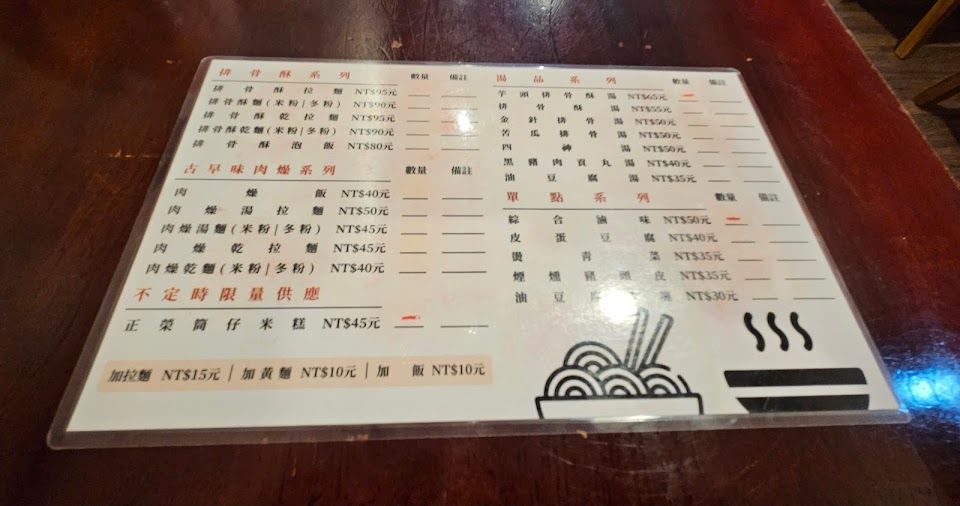 排骨酥系列 數量 備註
排骨酥拉麵 NT$95元
排骨酥麵(米粉|冬粉) NT$90元
排骨酥乾拉麵 NT$95元
排骨酥乾麵(米粉|冬粉) NT$90元
排骨酥泡飯 NT$80元
古早味肉燥系列 數量 備註
肉燥飯 NT$40元
肉燥湯拉麵 NT$50元
肉燥湯麵(米粉|冬粉) NT$45元
肉燥乾拉麵 NT$45元
肉燥乾麵(米粉|冬粉) NT$40元
不定時限量供應
正榮筒仔米糕 NT$45元
加拉麵 NT$15元|加黃麵 NT$10元|加飯 NT$10元
湯品系列 數量 備註
芋頭排骨酥湯 NT$65元
排骨酥湯 NT$55元
金針排骨湯 NT$50元
苦瓜排骨湯 NT$50元
四神湯 NT$50元
黑豬肉貢丸湯 NT$40元
油豆腐湯 NT$35元
單點系列 數量 備註
綜合滷味 NT$50元
皮蛋豆腐 NT$40元
燙青菜 NT$35元
煙燻豬頭皮 NT$35元
油豆 NT$30元